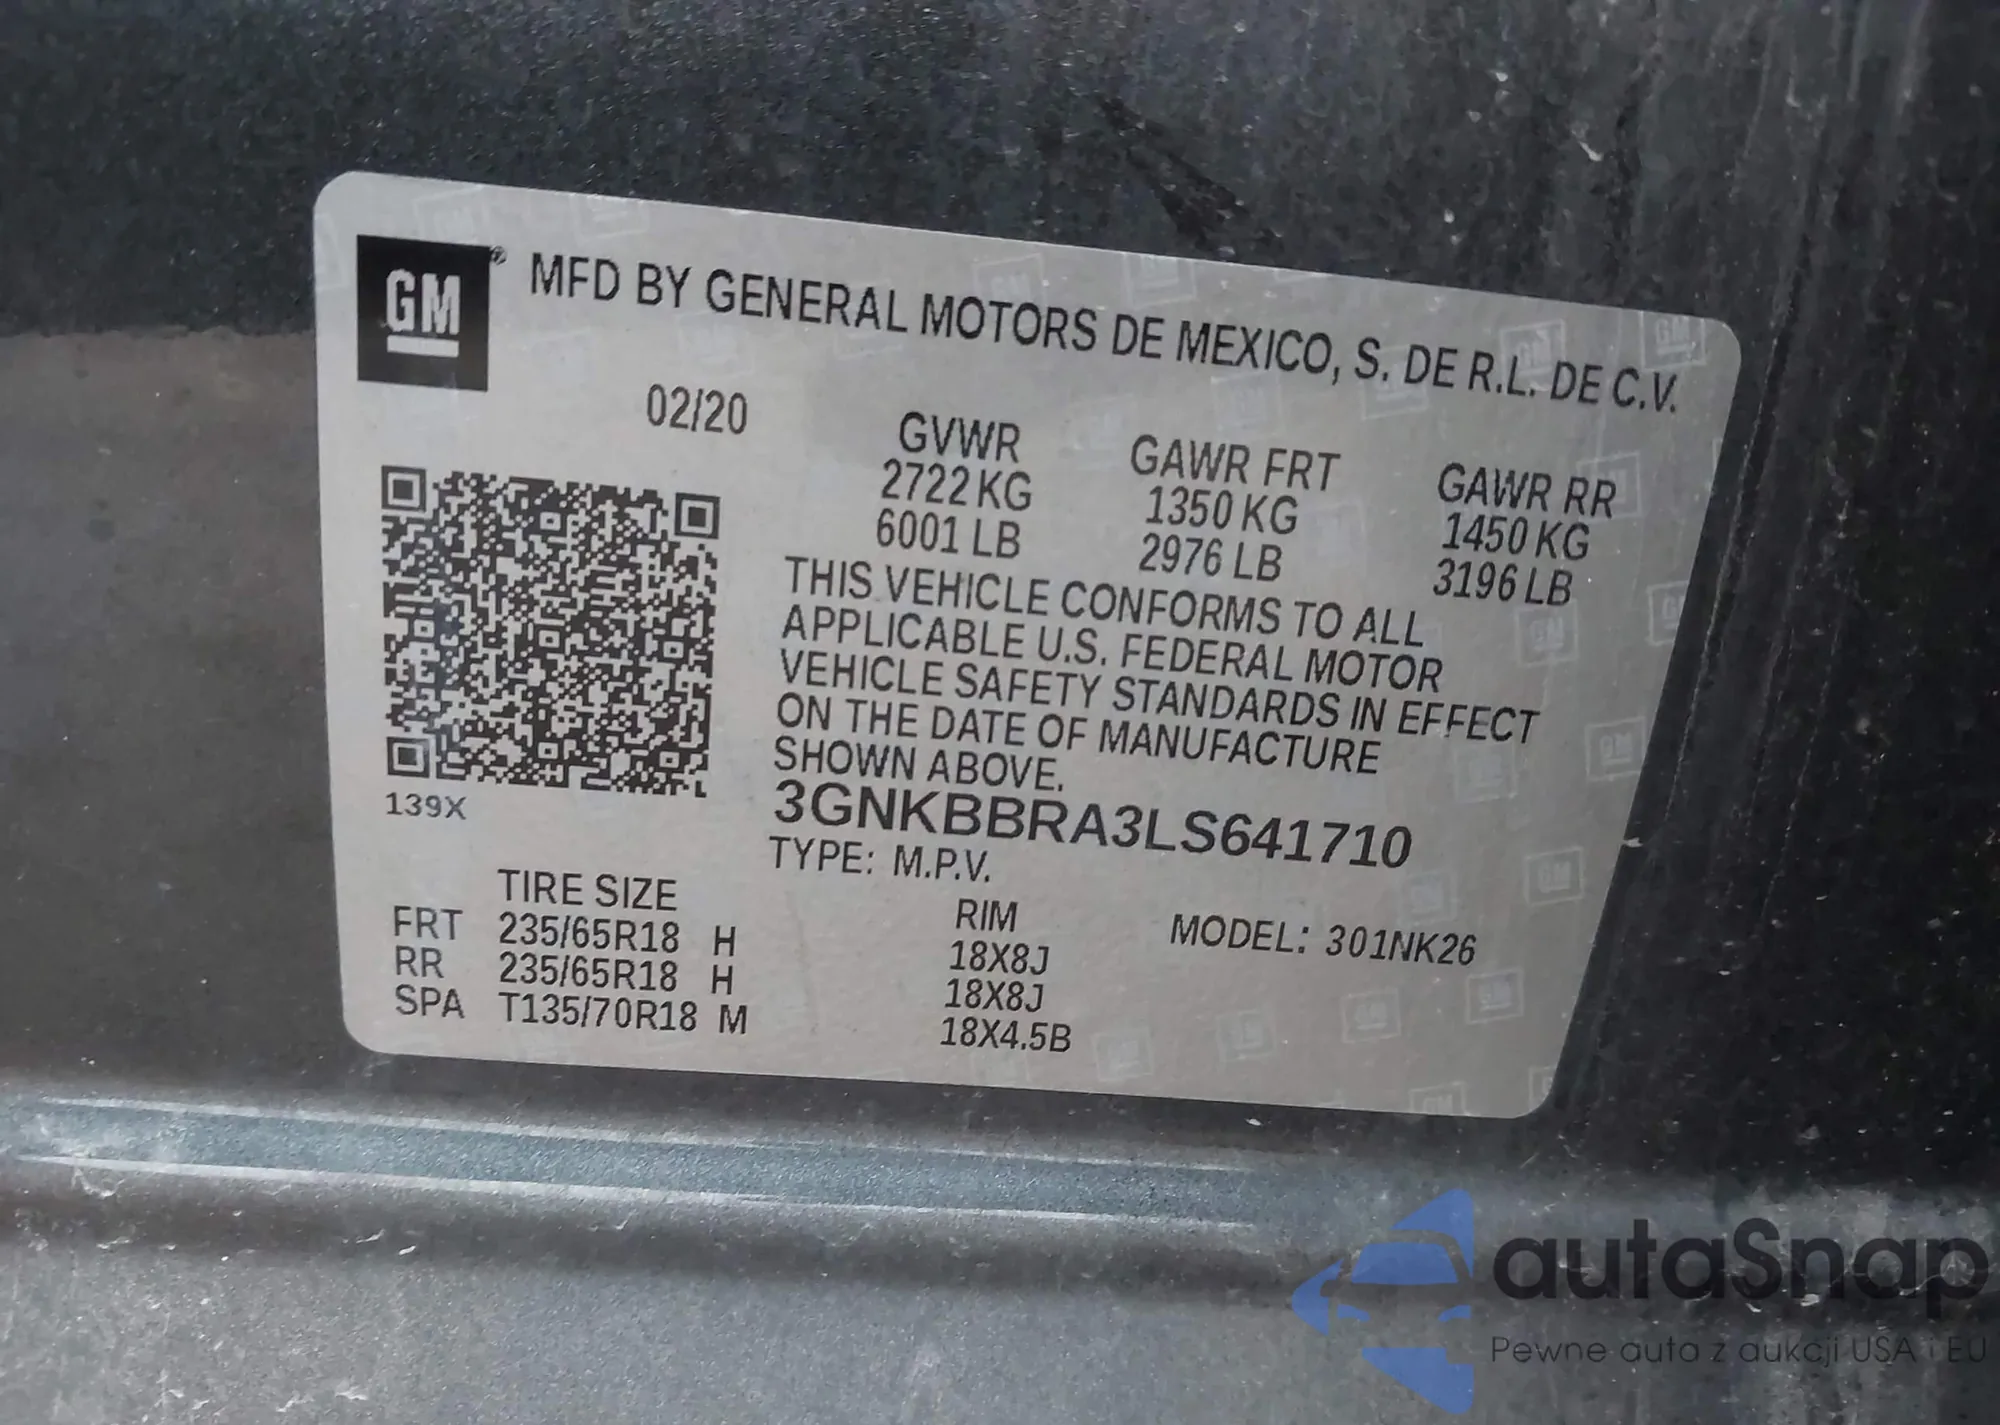 GM ® MFD BY GENERAL MOTORS DE MEXICO, S. DE R.L. DE C.V.
02/20
GVWR GAWR FRT GAWR RR
2722 KG 1350 KG 1450 KG
6001 LB 2976 LB 3196 LB
THIS VEHICLE CONFORMS TO ALL
APPLICABLE U.S. FEDERAL MOTOR
VEHICLE SAFETY STANDARDS IN EFFECT
ON THE DATE OF MANUFACTURE
SHOWN ABOVE.
139X
3GNKBBRA3LS641710
TYPE: M.P.V.
TIRE SIZE RIM MODEL: 301NK26
FRT 235/65R18 H 18X8J
RR 235/65R18 H 18X8J
SPA T135/70R18 M 18X4.5B
autaSnap
Pewne auta z aukcji USA i EU